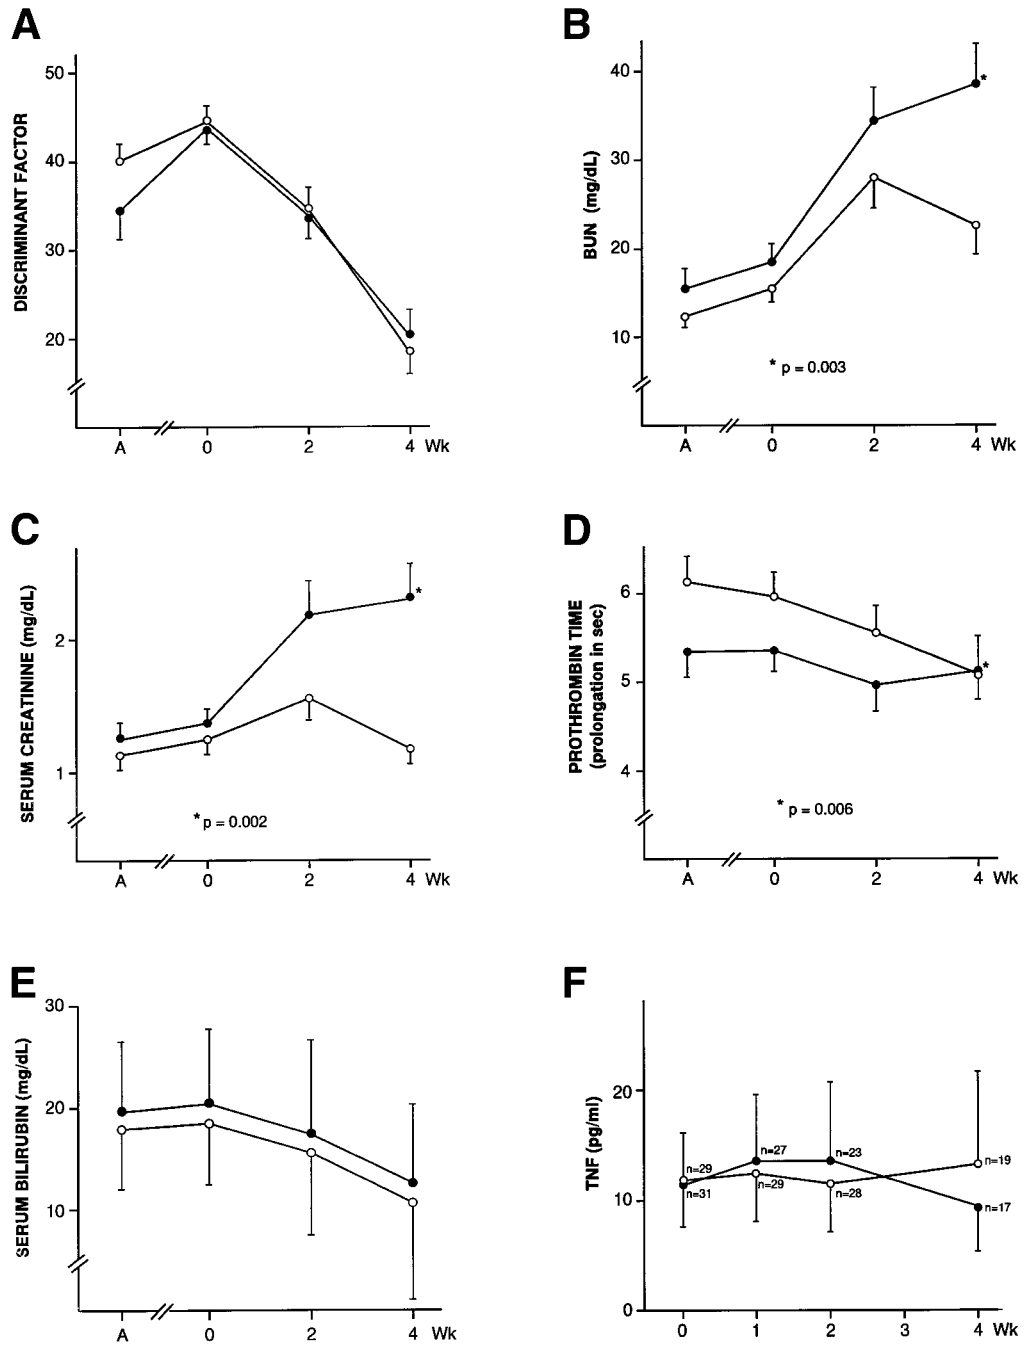 A
DISCRIMINANT FACTOR
50
40
30
20
A
0
2
4
Wk
B
BUN (mg/dL)
40
30
20
10
*
* p = 0.003
A
0
2
4
Wk
C
SERUM CREATININE (mg/dL)
2
1
*
* p = 0.002
A
0
2
4
Wk
D
PROTHROMBIN TIME
(prolongation in sec)
6
5
4
*
* p = 0.006
A
0
2
4
Wk
E
SERUM BILIRUBIN (mg/dL)
30
20
10
A
0
2
4
Wk
F
TNF (pg/ml)
20
10
0
n=29
n=31
n=27
n=29
n=23
n=28
n=19
n=17
0
1
2
3
4
Wk